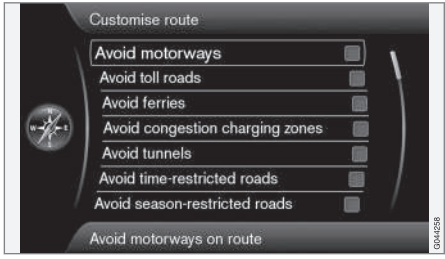 Customise route
Avoid motorways
Avoid toll roads
Avoid ferries
Avoid congestion charging zones
Avoid tunnels
Avoid time-restricted roads
Avoid season-restricted roads
Avoid motorways on route
N
W
E
S
G044258